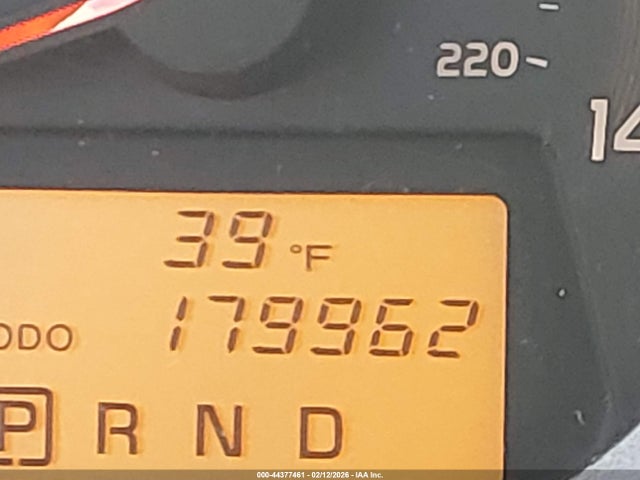 220
14
39 °F
ODO 179962
P R N D
000-44377461 - 02/12/2026 - IAA Inc.